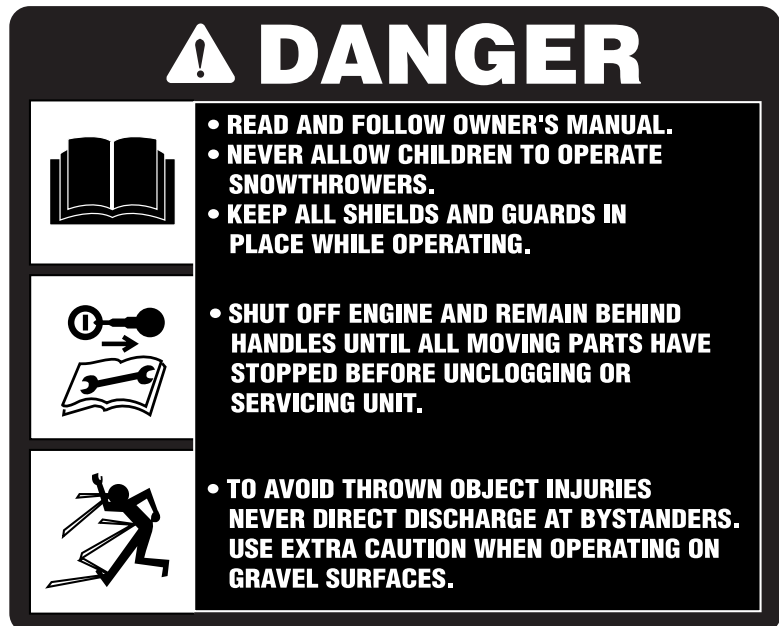 DANGER
• READ AND FOLLOW OWNER'S MANUAL.
• NEVER ALLOW CHILDREN TO OPERATE
SNOWTHROWERS.
• KEEP ALL SHIELDS AND GUARDS IN
PLACE WHILE OPERATING.
• SHUT OFF ENGINE AND REMAIN BEHIND
HANDLES UNTIL ALL MOVING PARTS HAVE
STOPPED BEFORE UNCLOGGING OR
SERVICING UNIT.
• TO AVOID THROWN OBJECT INJURIES
NEVER DIRECT DISCHARGE AT BYSTANDERS.
USE EXTRA CAUTION WHEN OPERATING ON
GRAVEL SURFACES.